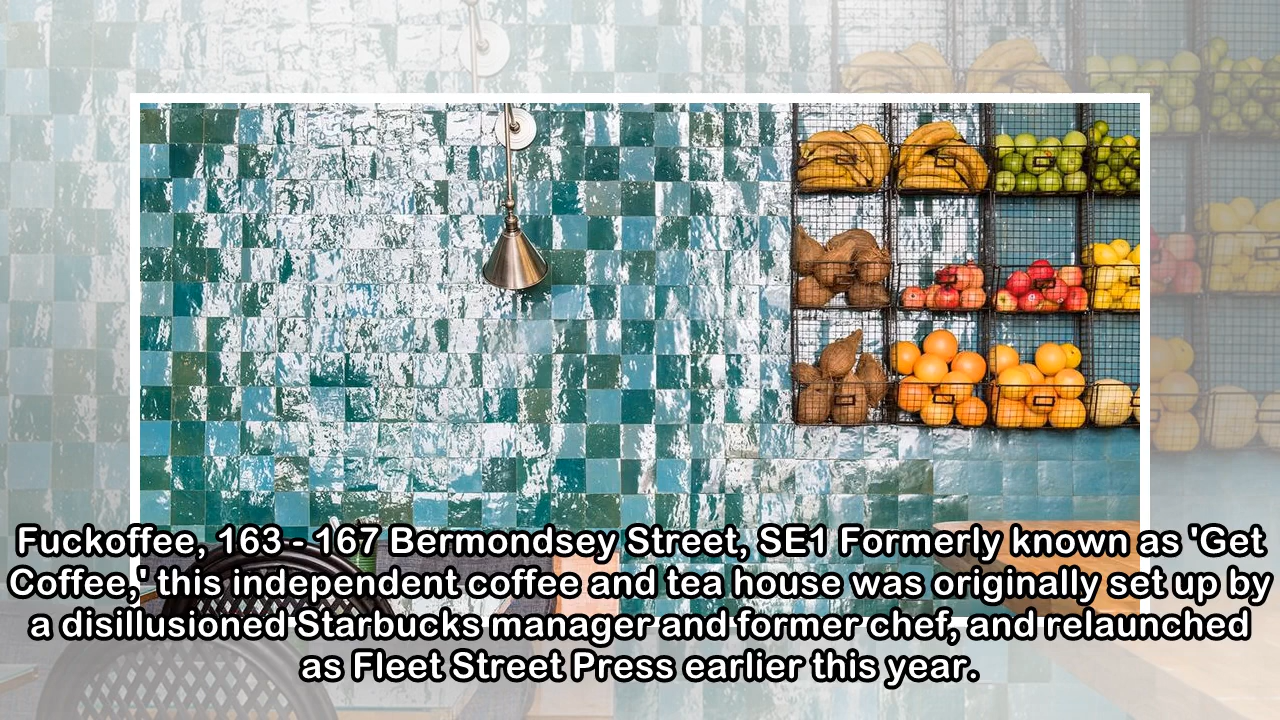 Fuckoffee, 163 - 167 Bermondsey Street, SE1 Formerly known as 'Get
Coffee,' this independent coffee and tea house was originally set up by
a disillusioned Starbucks manager and former chef, and relaunched
as Fleet Street Press earlier this year.